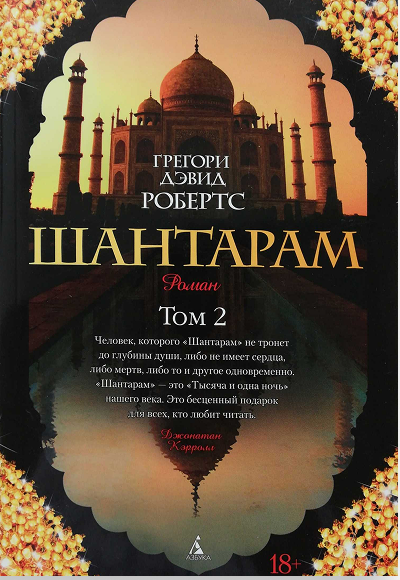 ГРЕГОРИ
ДЭВИД
РОБЕРТС
ШАНТАРАМ
Роман
Том 2
Человек, которого «Шантарам» не тронет
до глубины души, либо не имеет сердца,
либо мертв, либо то и другое одновременно.
«Шантарам» — это «Тысяча и одна ночь»
нашего века. Это бесценный подарок
для всех, кто любит читать.
Джонатан
Кэрролл
АЗБУКА
18+